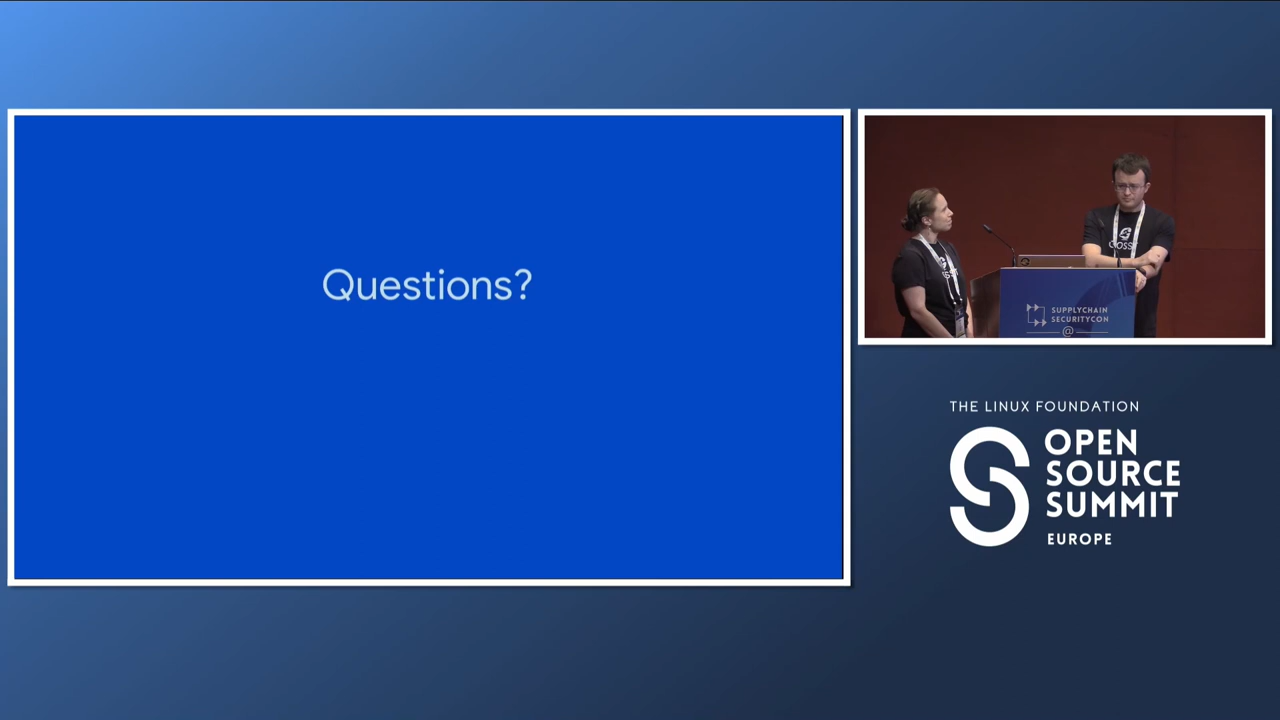 Questions?
SUPPLYCHAIN
SECURITYCON
@
THE LINUX FOUNDATION
OPEN
SOURCE
SUMMIT
EUROPE